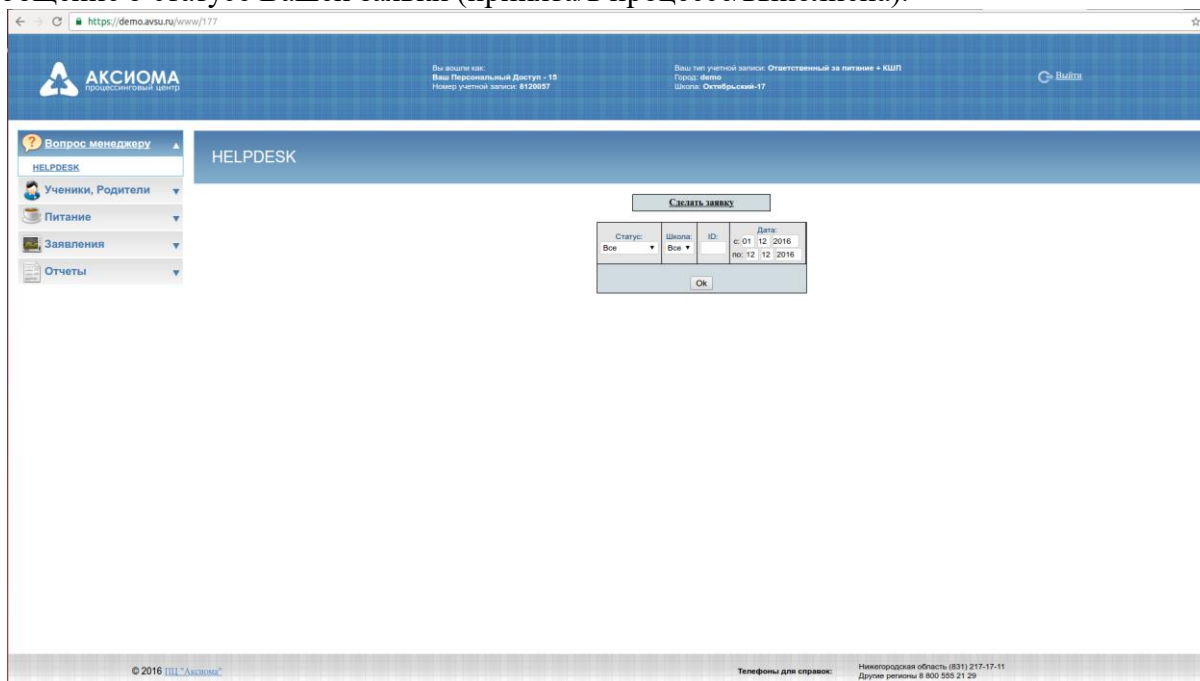 общение о статусе Вашей заявки (принята/в процессе/выполнена).
https://demo.avsu.ru/www/177
АКСИОМА
процессинговый центр
Вы вошли как:
Ваш Персональный Доступ - 15
Номер учетной записи: 8120057
Ваш тип учетной записи: Ответственный за питание + КШП
Город: demo
Школа: Октябрьский-17
Выйти
Вопрос менеджеру
HELPDESK
Ученики, Родители
Питание
Заявления
Отчеты
HELPDESK
Сделать заявку
Статус: Школа: ID: Дата:
Все Все с: 01 12 2016
по: 12 12 2016
Ok
© 2016 ПЦ "Аксиома"
Телефоны для справок:
Нижегородская область (831) 217-17-11
Другие регионы 8 800 555 21 29